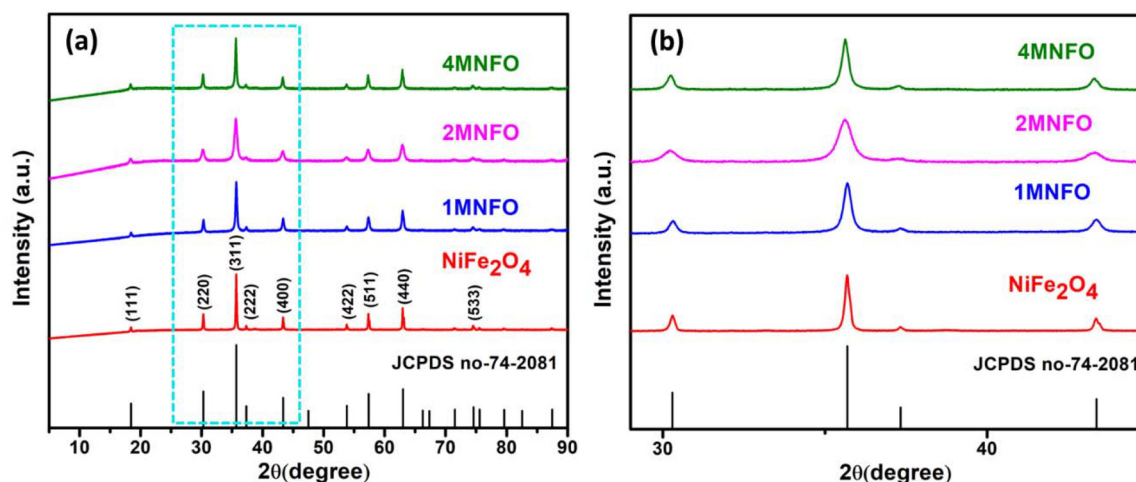 (a)
4MNFO
2MNFO
1MNFO
NiFe2O4
(111)
(220)
(311)
(222)
(400)
(422)
(511)
(440)
(533)
JCPDS no-74-2081
Intensity (a.u.)
10 20 30 40 50 60 70 80 90
2θ(degree)
(b)
4MNFO
2MNFO
1MNFO
NiFe2O4
JCPDS no-74-2081
Intensity (a.u.)
30 40
2θ(degree)